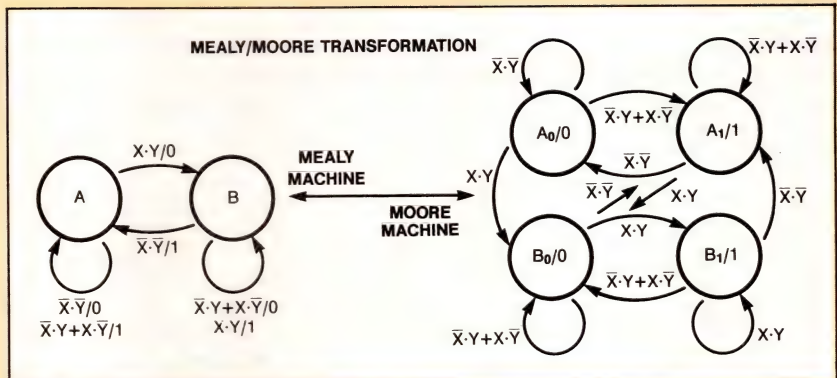 MEALY/MOORE TRANSFORMATION
X·Y/0
A
B
X̅·Y̅/1
X̅·Y̅/0
X̅·Y+X·Y̅/1
X̅·Y+X·Y̅/0
X·Y/1
MEALY
MACHINE
MOORE
MACHINE
X̅·Y̅
X̅·Y+X·Y̅
A₀/0
X̅·Y+X·Y̅
A₁/1
X̅·Y̅
X·Y
X̅·Y̅
X·Y
X̅·Y̅
X·Y
B₀/0
B₁/1
X̅·Y+X·Y̅
X̅·Y+X·Y̅
X·Y